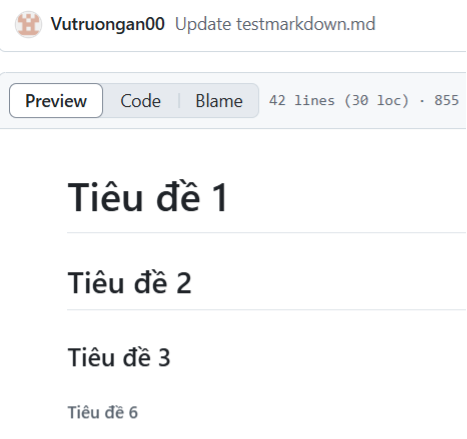 Vutruongan00 Update testmarkdown.md
Preview Code Blame 42 lines (30 loc) · 855
Tiêu đề 1
Tiêu đề 2
Tiêu đề 3
Tiêu đề 6